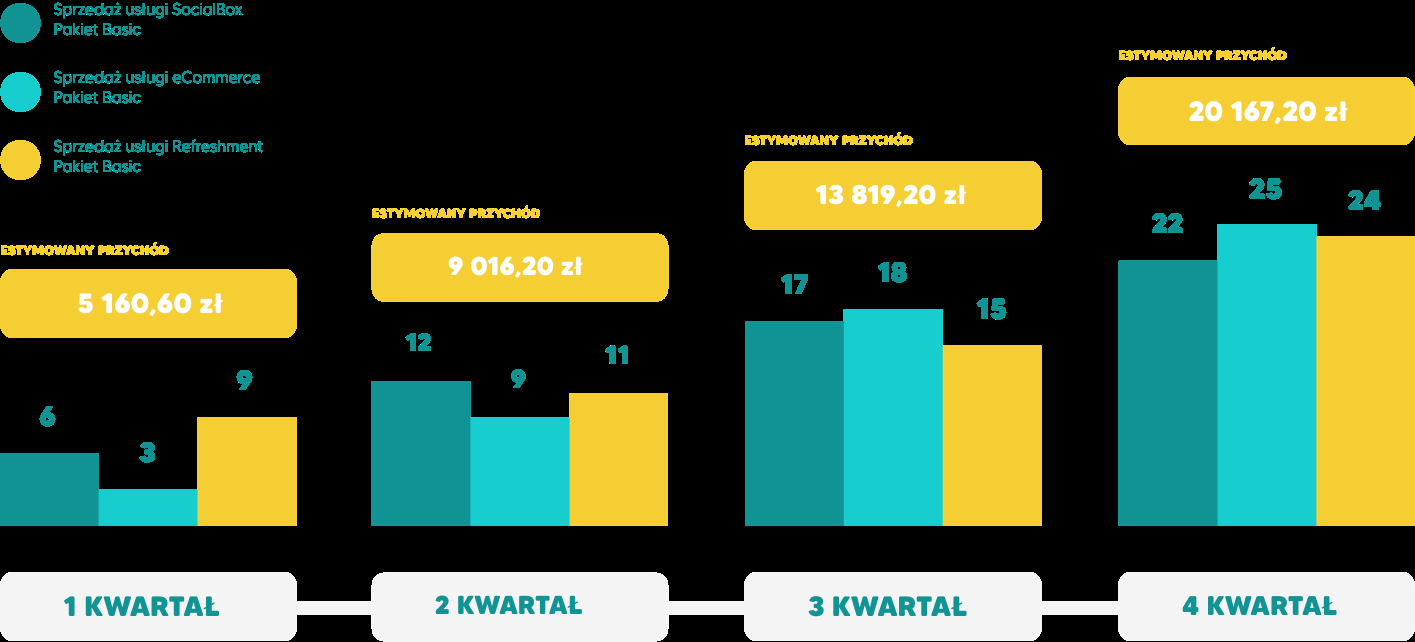 Sprzedaż usługi SocialBox
Pakiet Basic
Sprzedaż usługi eCommerce
Pakiet Basic
Sprzedaż usługi Refreshment
Pakiet Basic
ESTYMOWANY PRZYCHÓD
5 160,60 zł
6
3
9
1 KWARTAŁ
ESTYMOWANY PRZYCHÓD
9 016,20 zł
12
9
11
2 KWARTAŁ
ESTYMOWANY PRZYCHÓD
13 819,20 zł
17
18
15
3 KWARTAŁ
ESTYMOWANY PRZYCHÓD
20 167,20 zł
22
25
24
4 KWARTAŁ